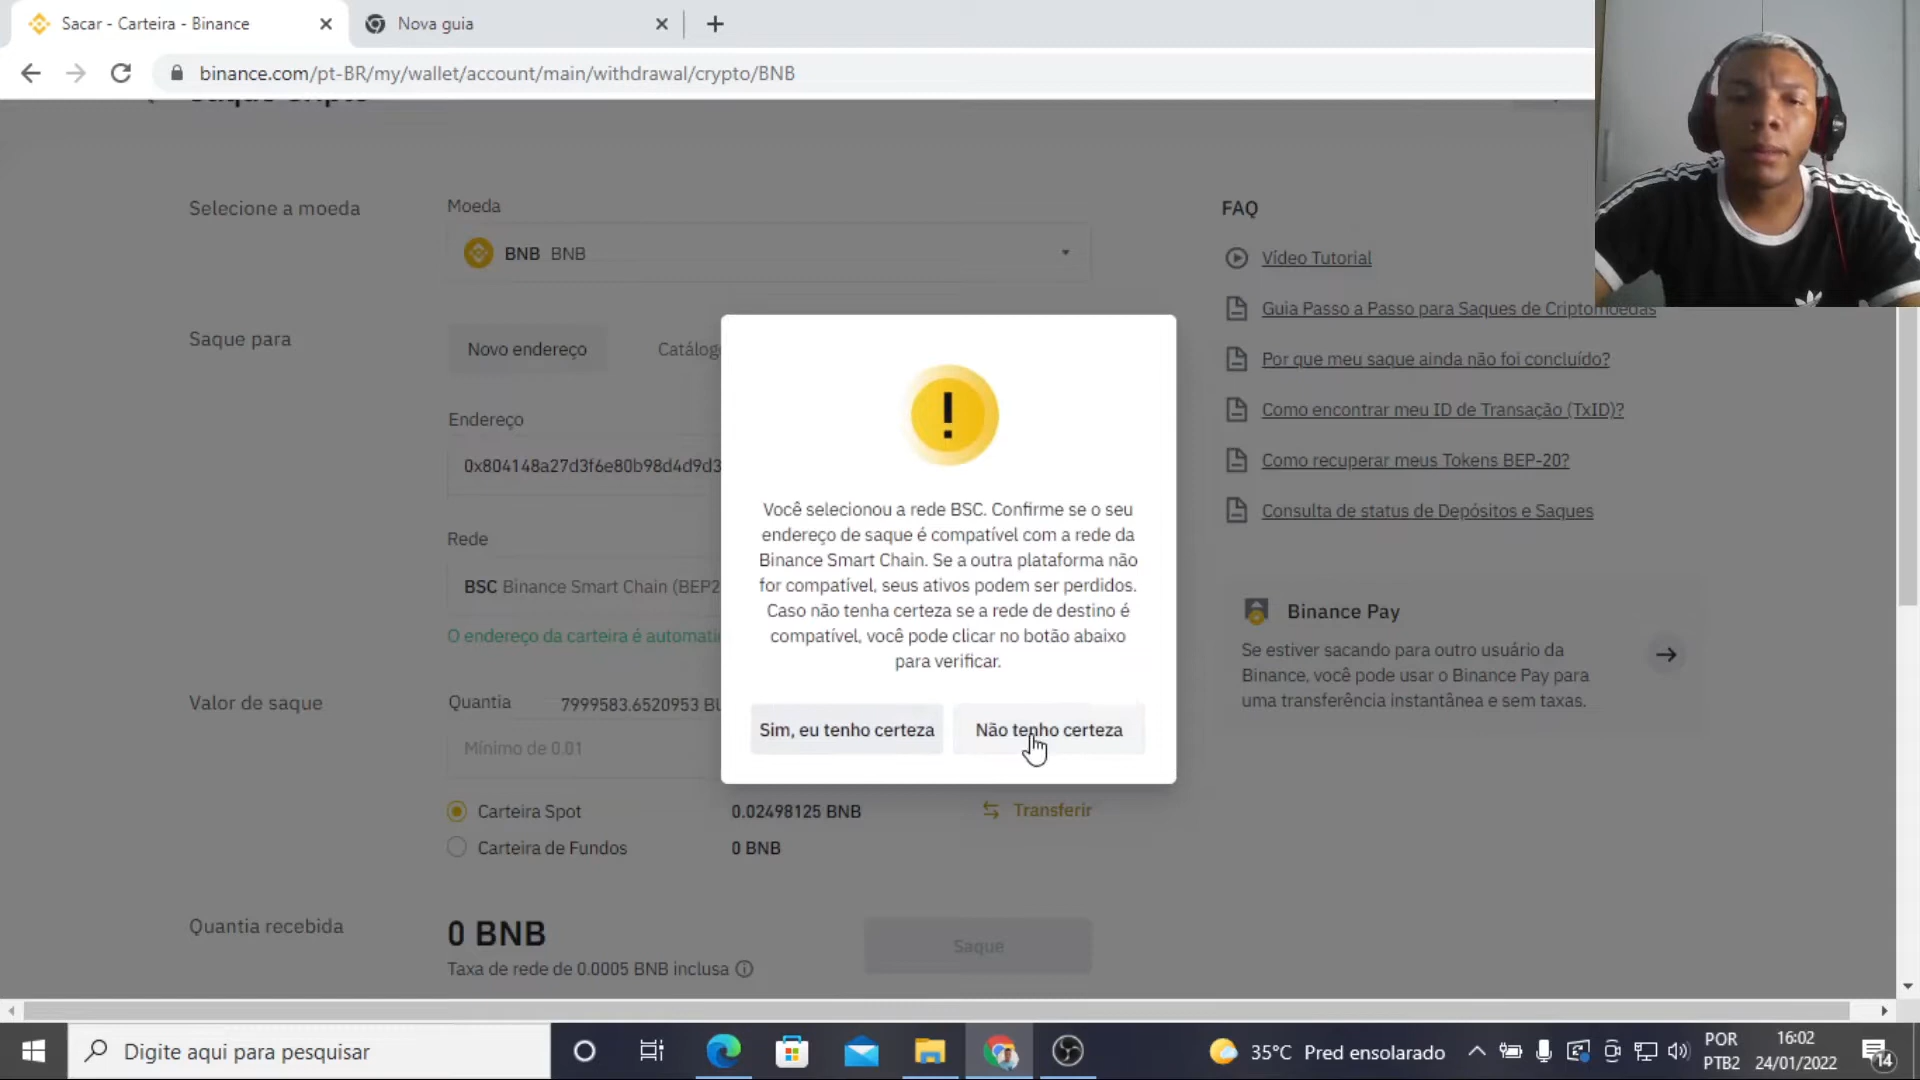 Sacar - Carteira - Binance
Nova guia
binance.com/pt-BR/my/wallet/account/main/withdrawal/crypto/BNB
Selecione a moeda
Moeda
BNB BNB
Saque para
Novo endereço
Endereço
0x804148a27d3f6e80b98d4d9d3
Rede
BSC Binance Smart Chain (BEP2
O endereço da carteira é
Valor de saque
Quantia
7999583.6520953
Mínimo de 0.01
Carteira Spot
0.02498125 BNB
Transferir
Carteira de Fundos
0 BNB
Quantia recebida
0 BNB
Taxa de rede de 0.0005 BNB inclusa
Saque
Você selecionou a rede BSC. Confirme se o seu
endereço de saque é compatível com a rede da
Binance Smart Chain. Se a outra plataforma não
for compatível, seus ativos podem ser perdidos.
Caso não tenha certeza se a rede de destino é
compatível, você pode clicar no botão abaixo
para verificar.
Sim, eu tenho certeza
Não tenho certeza
FAQ
Vídeo Tutorial
Guia Passo a Passo para Saques de Criptomoedas
Por que meu saque ainda não foi concluído?
Como encontrar meu ID de Transação (TxID)?
Como recuperar meus Tokens BEP-20?
Consulta de status de Depósitos e Saques
Binance Pay
Se estiver sacando para outro usuário da
Binance, você pode usar o Binance Pay para
uma transferência instantânea e sem taxas.
Digite aqui para pesquisar
35°C Pred ensolarado
POR
PTB2
16:02
24/01/2022
14